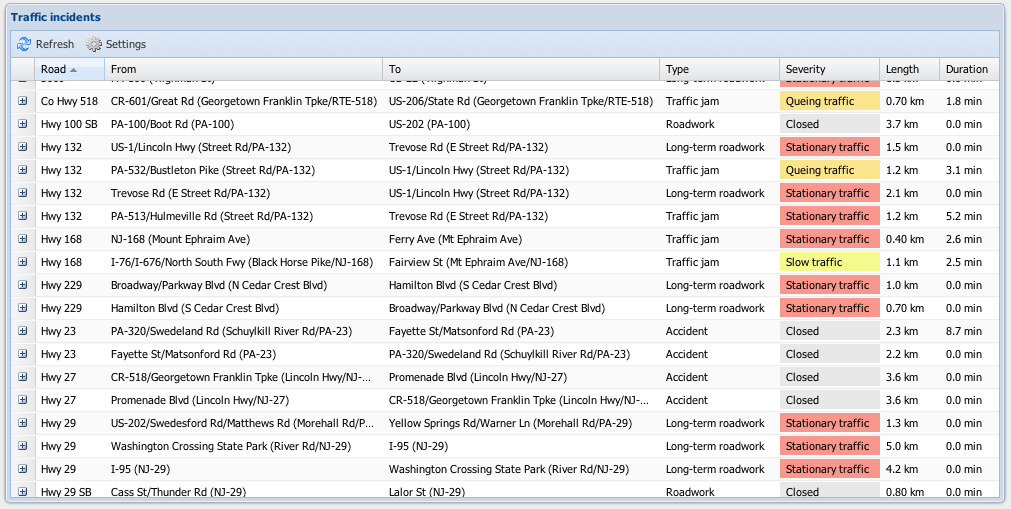 Traffic incidents
Refresh Settings
Road From To Type Severity Length Duration
Co Hwy 518 CR-601/Great Rd (Georgetown Franklin Tpke/RTE-518) US-206/State Rd (Georgetown Franklin Tpke/RTE-518) Traffic jam Queing traffic 0.70 km 1.8 min
Hwy 100 SB PA-100/Boot Rd (PA-100) US-202 (PA-100) Roadwork Closed 3.7 km 0.0 min
Hwy 132 US-1/Lincoln Hwy (Street Rd/PA-132) Trevose Rd (E Street Rd/PA-132) Long-term roadwork Stationary traffic 1.5 km 0.0 min
Hwy 132 PA-532/Bustleton Pike (Street Rd/PA-132) US-1/Lincoln Hwy (Street Rd/PA-132) Traffic jam Queing traffic 1.2 km 3.1 min
Hwy 132 Trevose Rd (E Street Rd/PA-132) US-1/Lincoln Hwy (Street Rd/PA-132) Long-term roadwork Stationary traffic 2.1 km 0.0 min
Hwy 132 PA-513/Hulmeville Rd (Street Rd/PA-132) Trevose Rd (E Street Rd/PA-132) Traffic jam Stationary traffic 1.2 km 5.2 min
Hwy 168 NJ-168 (Mount Ephraim Ave) Ferry Ave (Mt Ephraim Ave) Traffic jam Stationary traffic 0.40 km 2.6 min
Hwy 168 I-76/I-676/North South Fwy (Black Horse Pike/NJ-168) Fairview St (Mt Ephraim Ave/NJ-168) Traffic jam Slow traffic 1.1 km 2.5 min
Hwy 229 Broadway/Parkway Blvd (N Cedar Crest Blvd) Hamilton Blvd (S Cedar Crest Blvd) Long-term roadwork Stationary traffic 1.0 km 0.0 min
Hwy 229 Hamilton Blvd (S Cedar Crest Blvd) Broadway/Parkway Blvd (N Cedar Crest Blvd) Long-term roadwork Stationary traffic 0.70 km 0.0 min
Hwy 23 PA-320/Swedeland Rd (Schuylkill River Rd/PA-23) Fayette St/Matsonford Rd (PA-23) Accident Closed 2.3 km 8.7 min
Hwy 23 Fayette St/Matsonford Rd (PA-23) PA-320/Swedeland Rd (Schuylkill River Rd/PA-23) Accident Closed 2.2 km 0.0 min
Hwy 27 CR-518/Georgetown Franklin Tpke (Lincoln Hwy/NJ-... Promenade Blvd (Lincoln Hwy/NJ-27) Accident Closed 3.6 km 0.0 min
Hwy 27 Promenade Blvd (Lincoln Hwy/NJ-27) CR-518/Georgetown Franklin Tpke (Lincoln Hwy/NJ-... Accident Closed 3.6 km 0.0 min
Hwy 29 US-202/Swedesford Rd/Matthews Rd (Morehall Rd/P... Yellow Springs Rd/Warner Ln (Morehall Rd/PA-29) Long-term roadwork Stationary traffic 1.3 km 0.0 min
Hwy 29 Washington Crossing State Park (River Rd/NJ-29) I-95 (NJ-29) Long-term roadwork Stationary traffic 5.0 km 0.0 min
Hwy 29 I-95 (NJ-29) Washington Crossing State Park (River Rd/NJ-29) Long-term roadwork Stationary traffic 4.2 km 0.0 min
Hwy 29 SB Cass St/Thunder Rd (NJ-29) Lalor St (NJ-29) Roadwork Closed 0.80 km 0.0 min